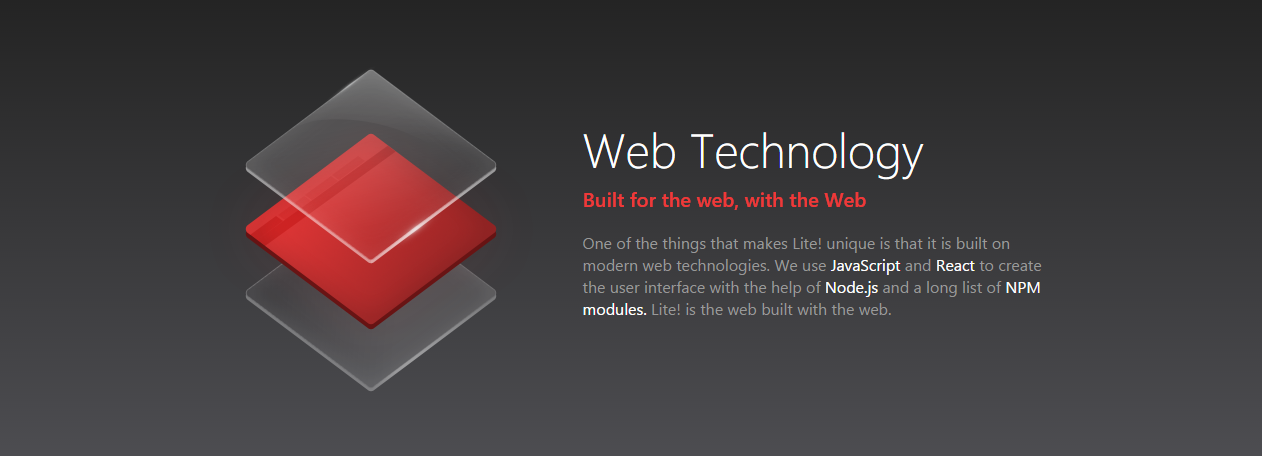 Web Technology
Built for the web, with the Web
One of the things that makes Lite! unique is that it is built on
modern web technologies. We use JavaScript and React to create
the user interface with the help of Node.js and a long list of NPM
modules. Lite! is the web built with the web.